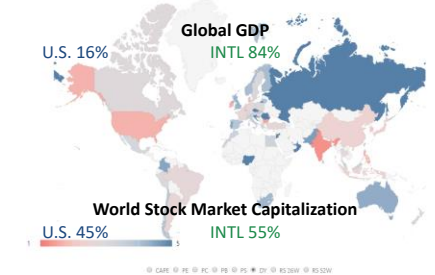 Global GDP
U.S. 16% INTL 84%
World Stock Market Capitalization
U.S. 45% INTL 55%
1 5
CAPE PE PC PB PS DY RS 26W RS 52W